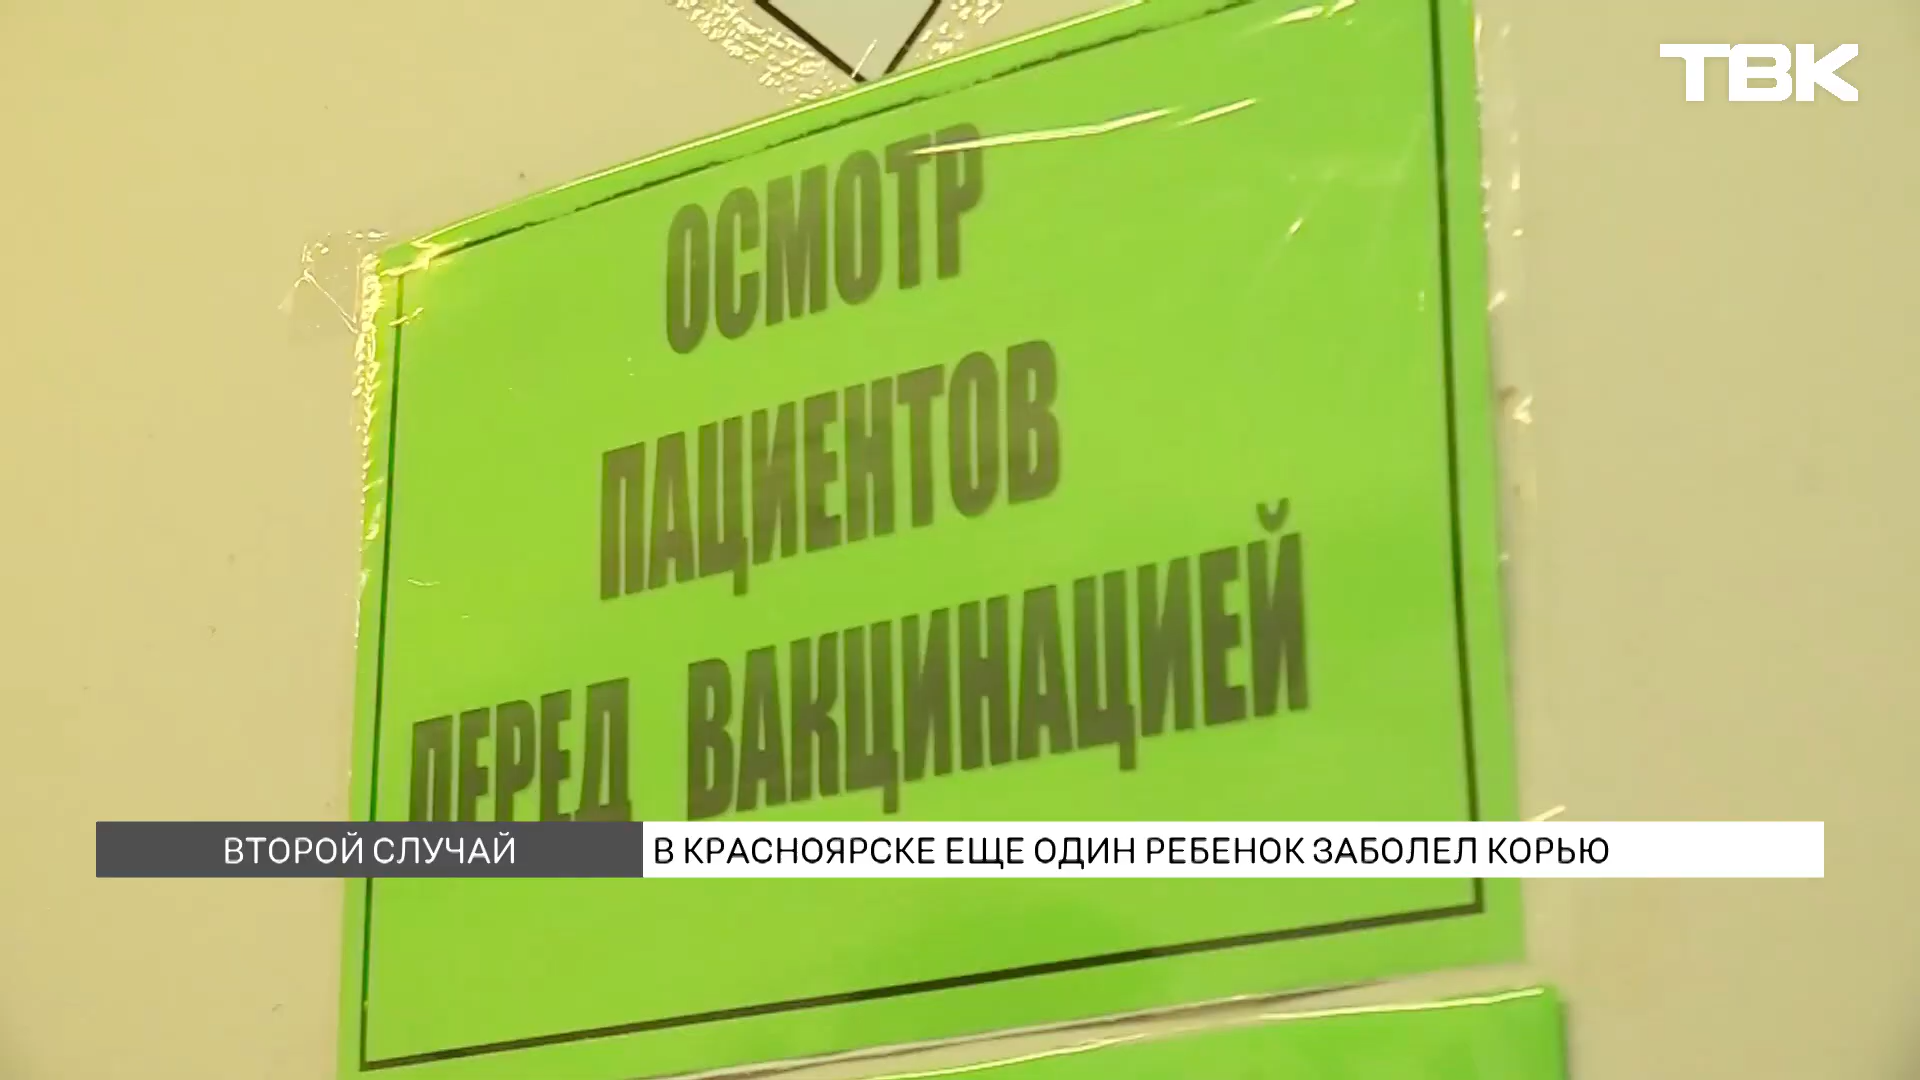 ТВК
ОСМОТР
ПАЦИЕНТОВ
ПЕРЕД ВАКЦИНАЦИЕЙ
ВТОРОЙ СЛУЧАЙ
В КРАСНОЯРСКЕ ЕЩЕ ОДИН РЕБЕНОК ЗАБОЛЕЛ КОРЬЮ